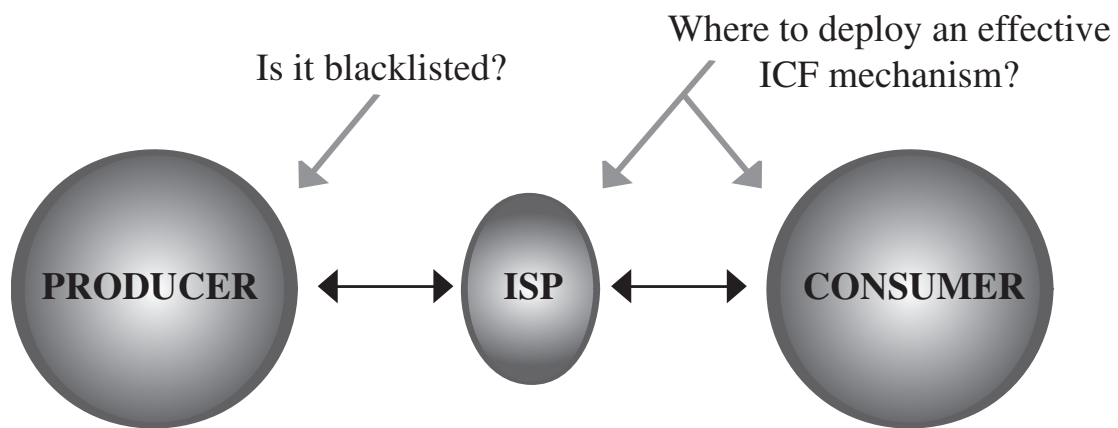 Where to deploy an effective
ICF mechanism?
Is it blacklisted?
PRODUCER
ISP
CONSUMER